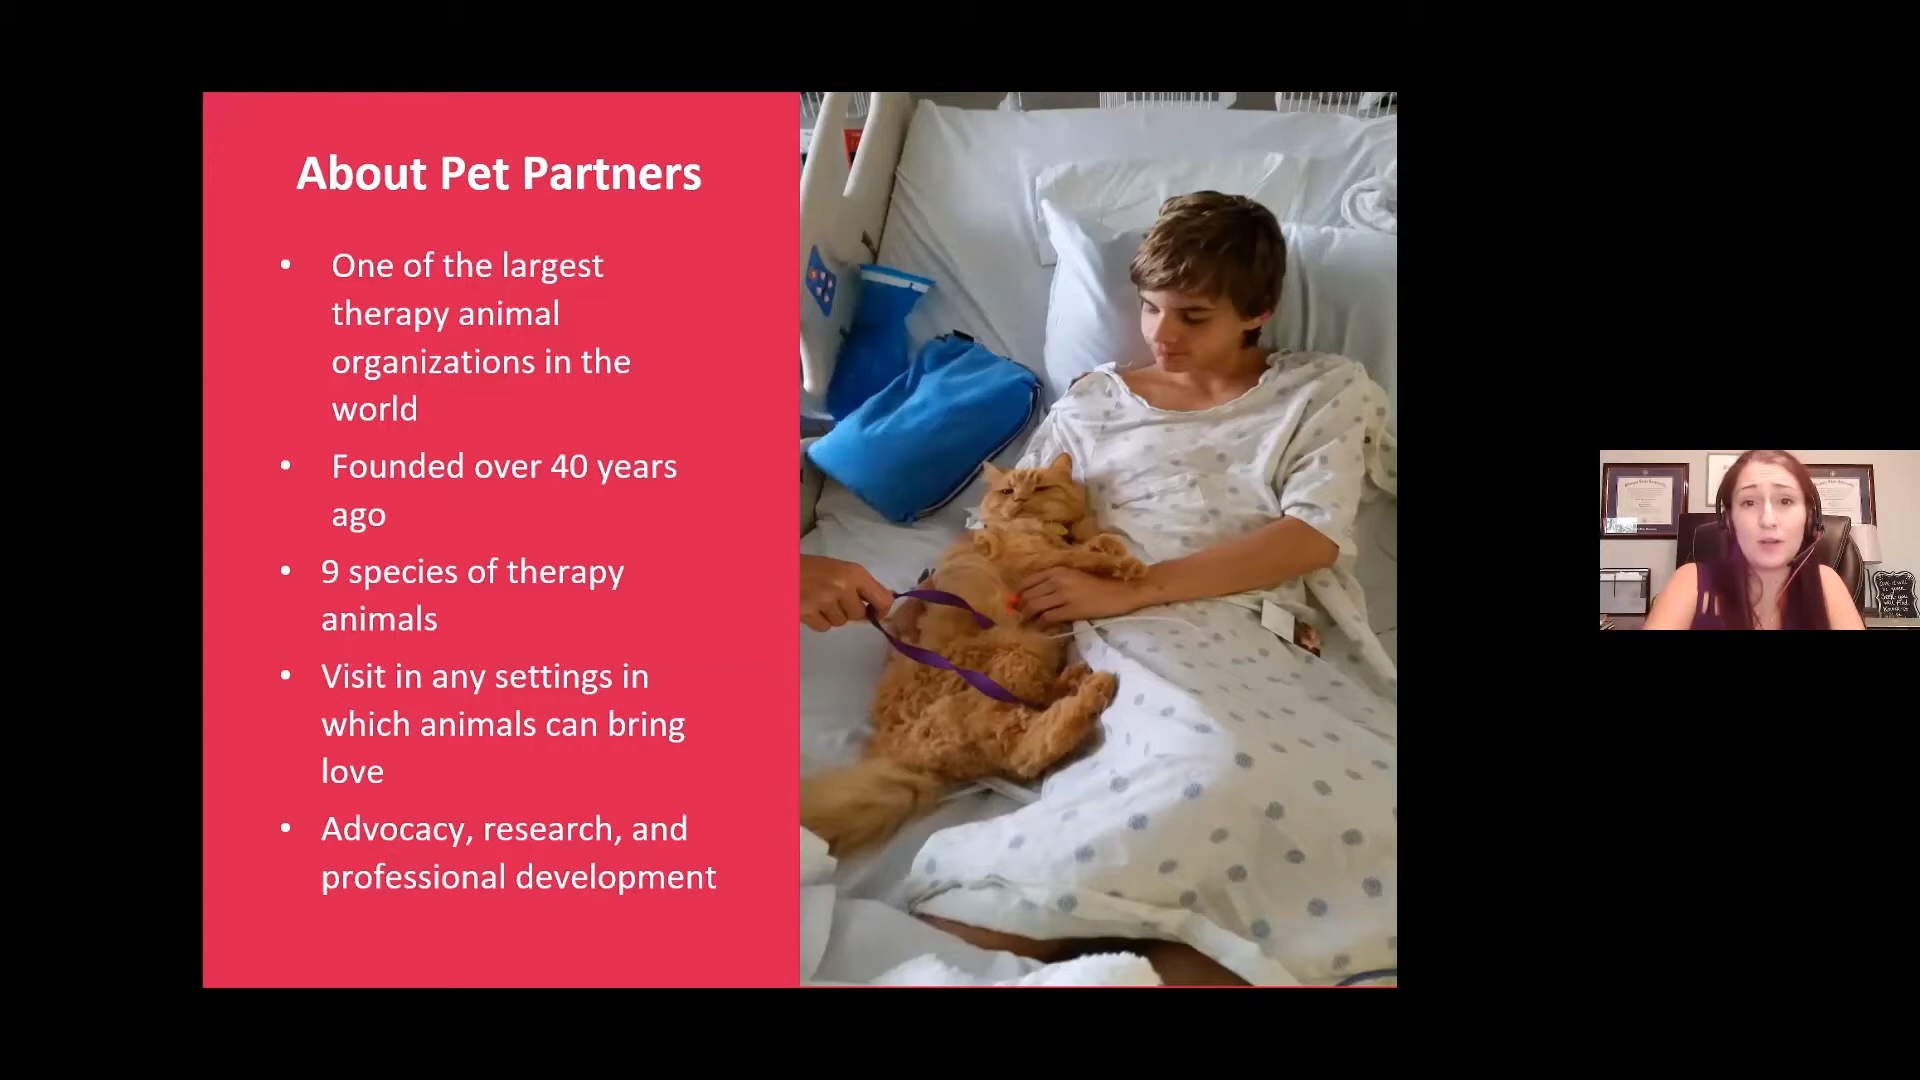 About Pet Partners
• One of the largest
therapy animal
organizations in the
world
• Founded over 40 years
ago
• 9 species of therapy
animals
• Visit in any settings in
which animals can bring
love
• Advocacy, research, and
professional development